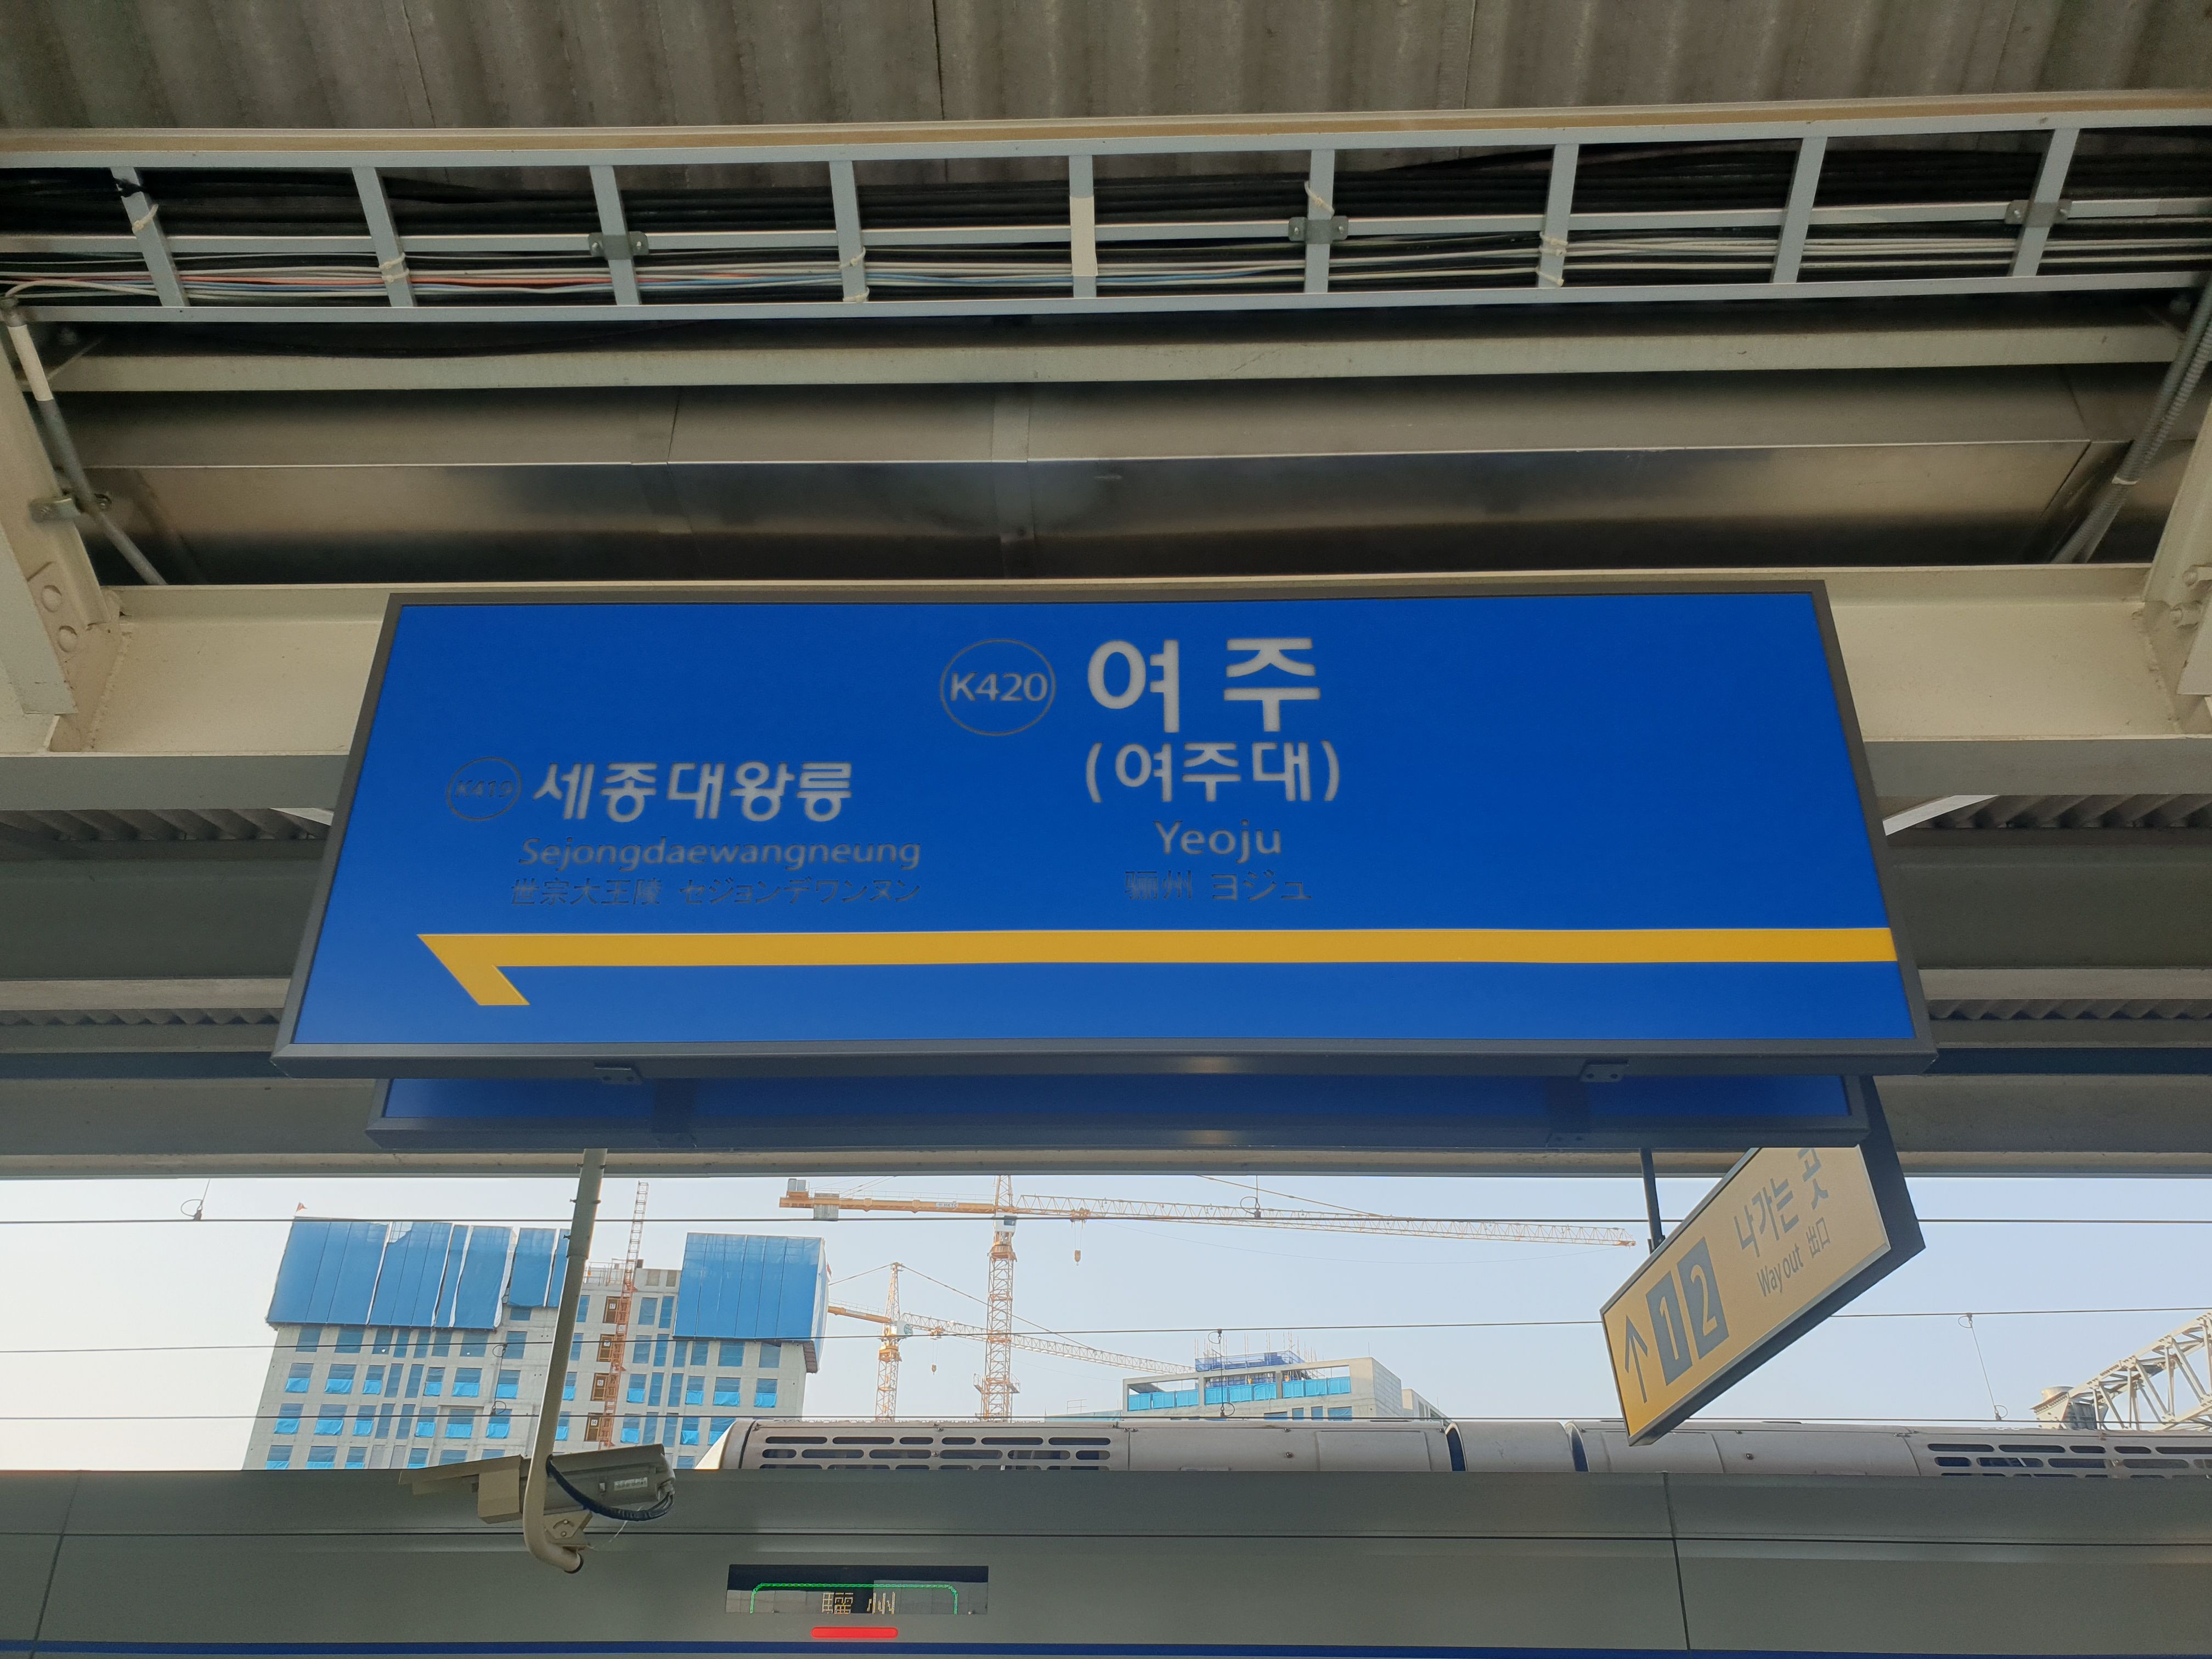 K420 여주
(여주대)
Yeoju
骊州 ヨジュ
K419 세종대왕릉
Sejongdaewangneung
世宗大王陵 セジョンデワンヌン
나가는 곳
1 2 Way out 出口
驪州